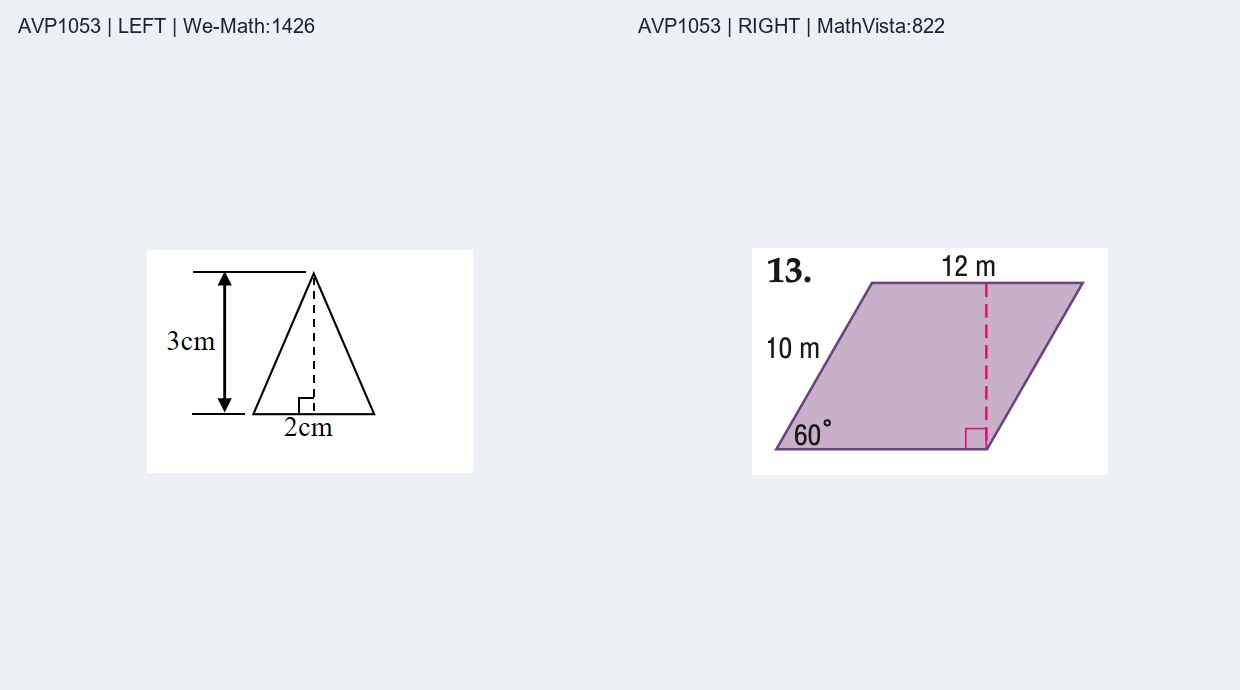 AVP1053 | LEFT | We-Math:1426
AVP1053 | RIGHT | MathVista:822
3cm
2cm
13.
12 m
10 m
60°